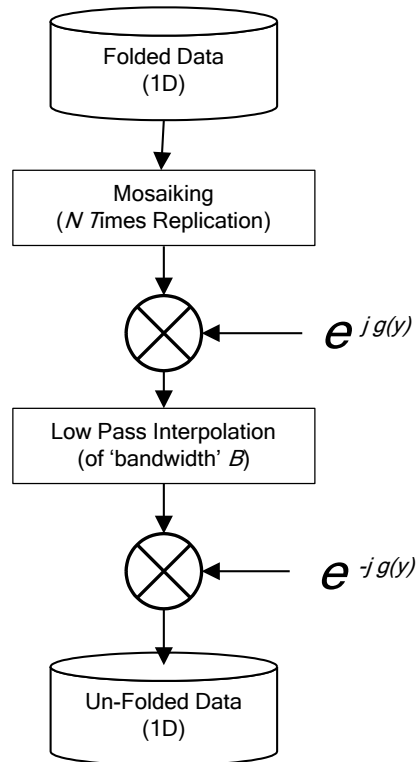 Folded Data
(1D)
Mosaiking
(N Times Replication)
e j g(y)
Low Pass Interpolation
(of ‘bandwidth’ B)
e -j g(y)
Un-Folded Data
(1D)